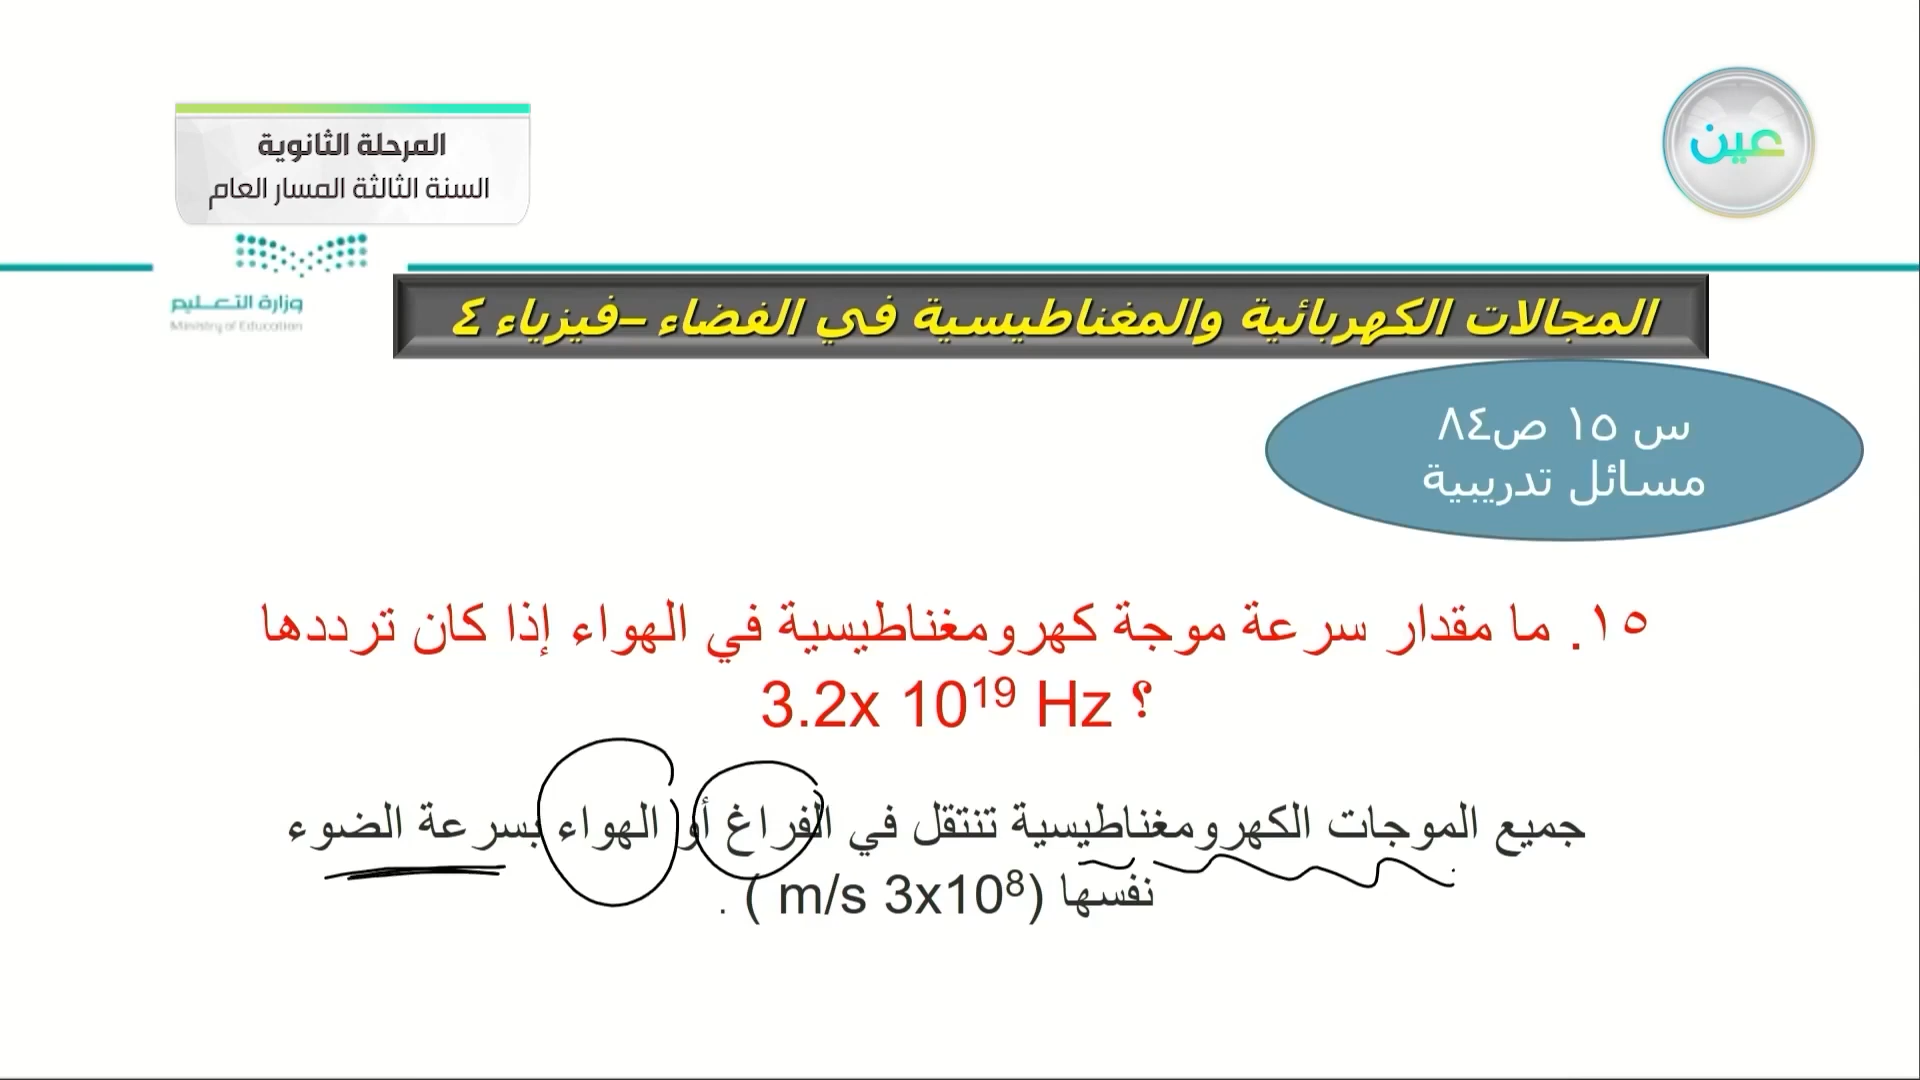 المرحلة الثانوية
السنة الثالثة المسار العام
عين
وزارة التعليم
Ministry of Education
المجالات الكهربائية والمغناطيسية في الفضاء –فيزياء ٤
س ١٥ ص٨٤
مسائل تدريبية
١٥. ما مقدار سرعة موجة كهرومغناطيسية في الهواء إذا كان ترددها
3.2x 10¹⁹ Hz ؟
جميع الموجات الكهرومغناطيسية تنتقل في الفراغ أو الهواء بسرعة الضوء
نفسها (m/s 3x10⁸ ) .